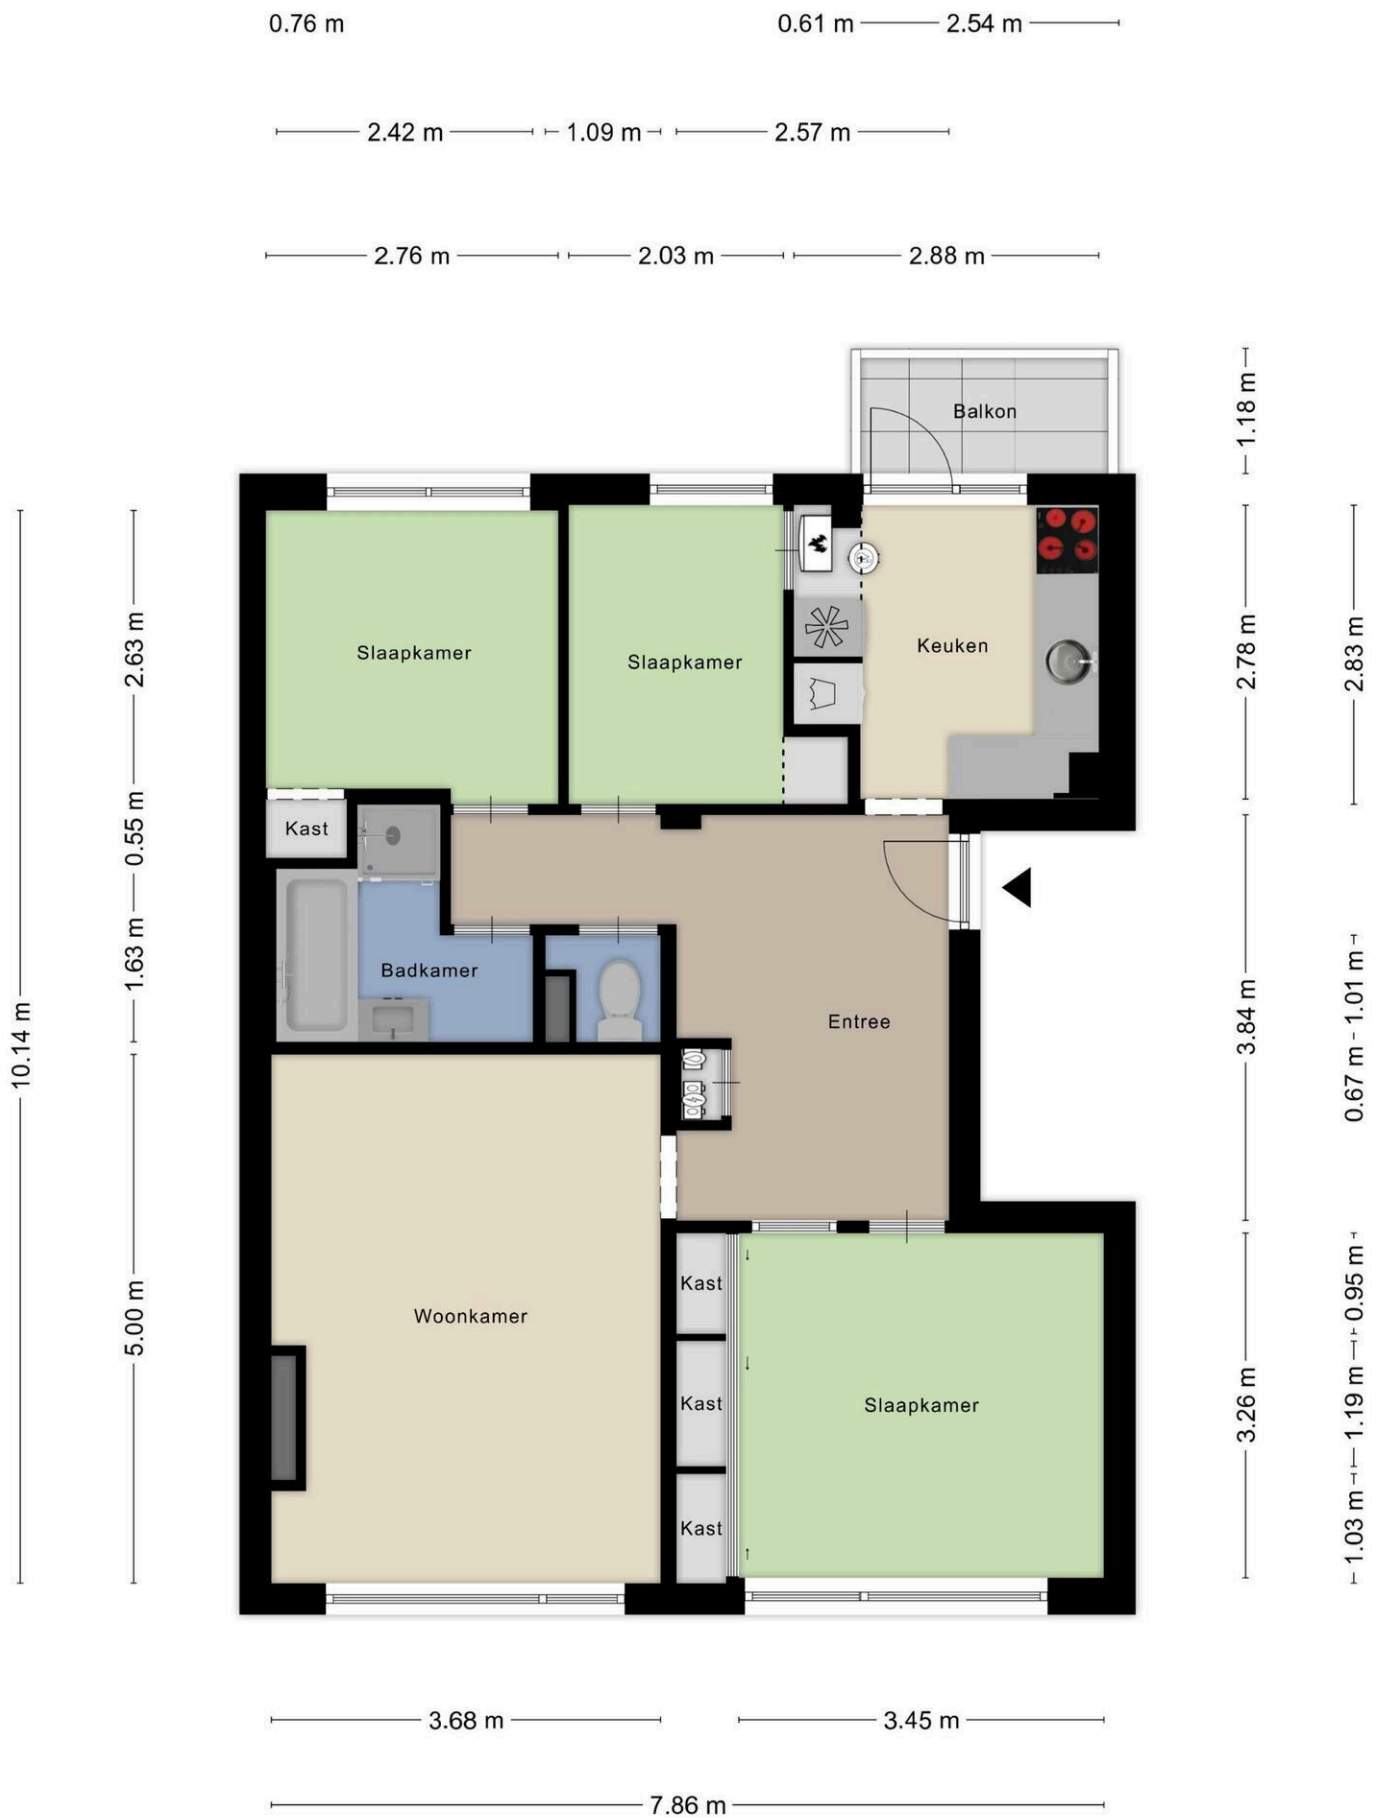 0.76 m 0.61 m 2.54 m
2.42 m 1.09 m 2.57 m
2.76 m 2.03 m 2.88 m
1.18 m
Balkon
10.14 m
2.63 m
0.55 m
1.63 m
5.00 m
Slaapkamer
Slaapkamer
Keuken
2.78 m
2.83 m
Kast
Badkamer
Entree
3.84 m
1.01 m
0.67 m
Kast
Woonkamer
Kast
Slaapkamer
Kast
3.26 m
0.95 m
1.19 m
1.03 m
3.68 m 3.45 m
7.86 m